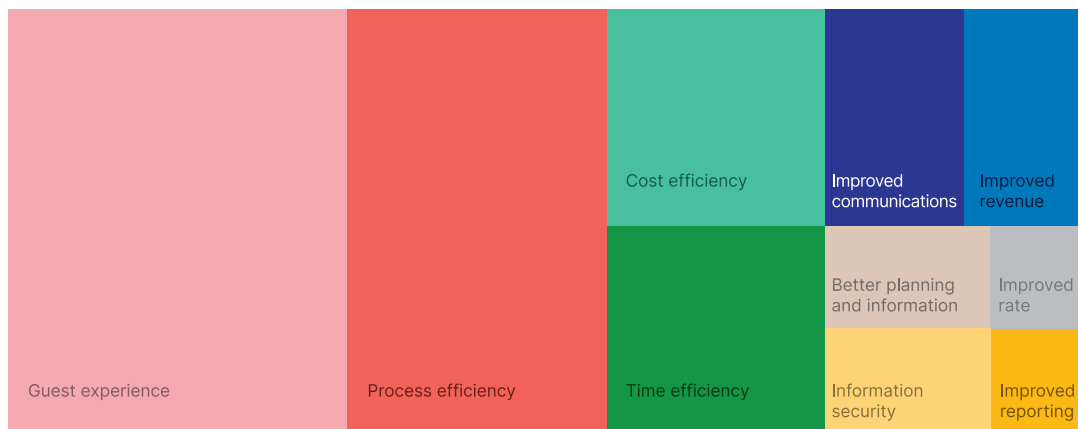 Cost efficiency
Improved
communications
Improved
revenue
Better planning
and information
Improved
rate
Guest experience
Process efficiency
Time efficiency
Information
security
Improved
reporting